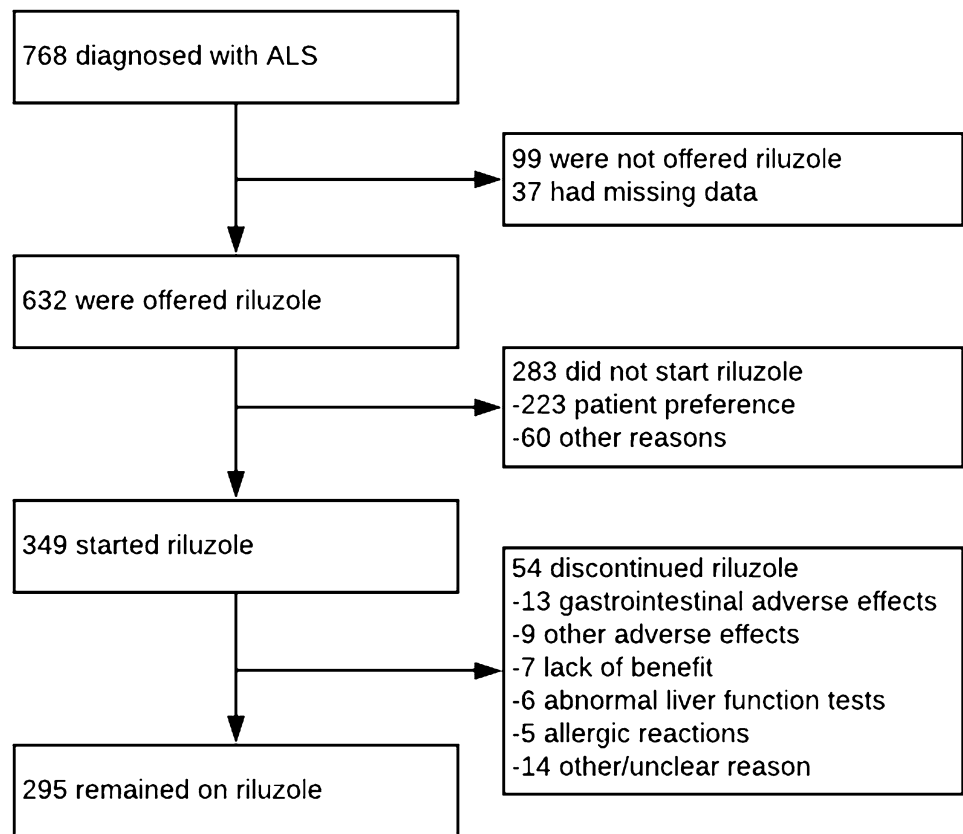 768 diagnosed with ALS
99 were not offered riluzole
37 had missing data
632 were offered riluzole
283 did not start riluzole
-223 patient preference
-60 other reasons
349 started riluzole
54 discontinued riluzole
-13 gastrointestinal adverse effects
-9 other adverse effects
-7 lack of benefit
-6 abnormal liver function tests
-5 allergic reactions
-14 other/unclear reason
295 remained on riluzole